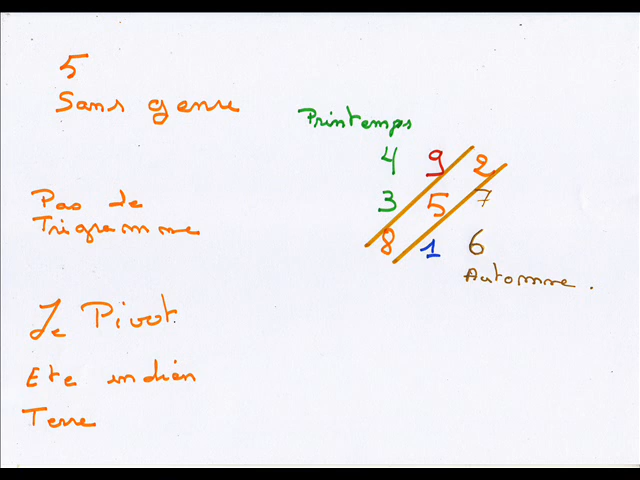 5
Sans genre
Pas de
Trigramme
Le Pivot
Ete indien
Terre
Printemps
4 9 2
3 5 7
8 1 6
Automne.